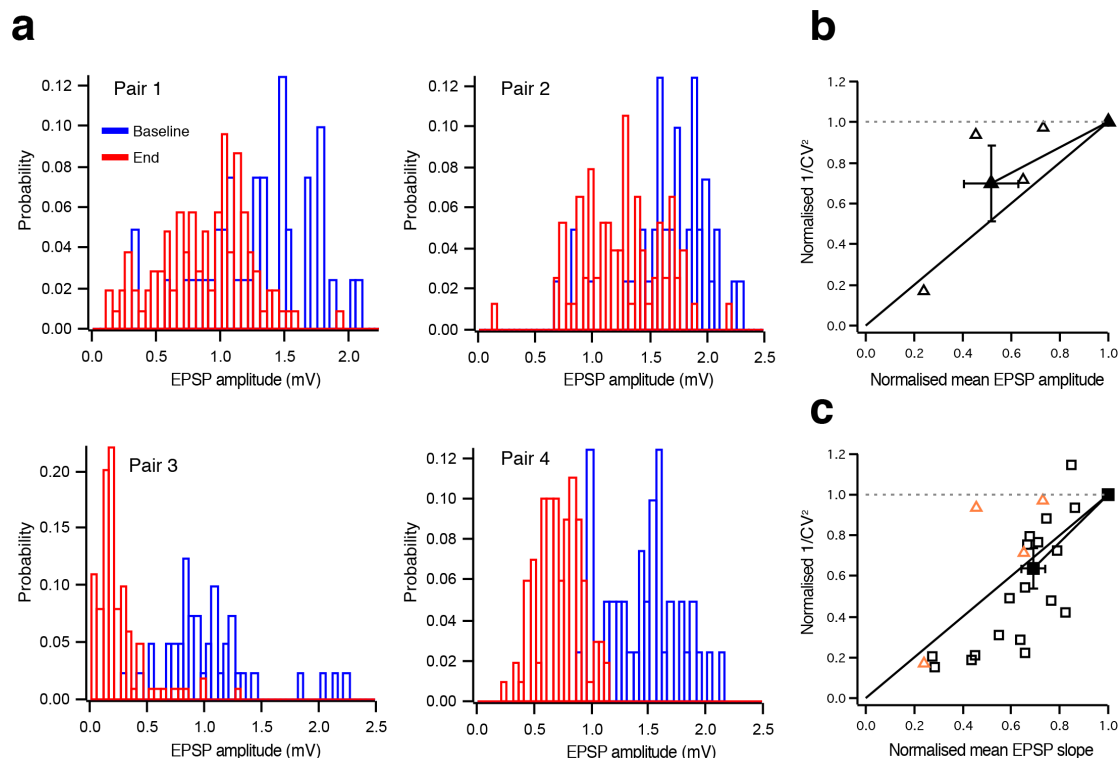 a
Pair 1
Baseline
End
Probability
0.12
0.10
0.08
0.06
0.04
0.02
0.00
0.0 0.5 1.0 1.5 2.0
EPSP amplitude (mV)
Pair 2
Probability
0.12
0.10
0.08
0.06
0.04
0.02
0.00
0.0 0.5 1.0 1.5 2.0 2.5
EPSP amplitude (mV)
Pair 3
Probability
0.20
0.15
0.10
0.05
0.00
0.0 0.5 1.0 1.5 2.0 2.5
EPSP amplitude (mV)
Pair 4
Probability
0.12
0.10
0.08
0.06
0.04
0.02
0.00
0.0 0.5 1.0 1.5 2.0 2.5
EPSP amplitude (mV)
b
Normalised 1/CV²
1.2
1.0
0.8
0.6
0.4
0.2
0.0
0.0 0.2 0.4 0.6 0.8 1.0
Normalised mean EPSP amplitude
c
Normalised 1/CV²
1.2
1.0
0.8
0.6
0.4
0.2
0.0
0.0 0.2 0.4 0.6 0.8 1.0
Normalised mean EPSP slope